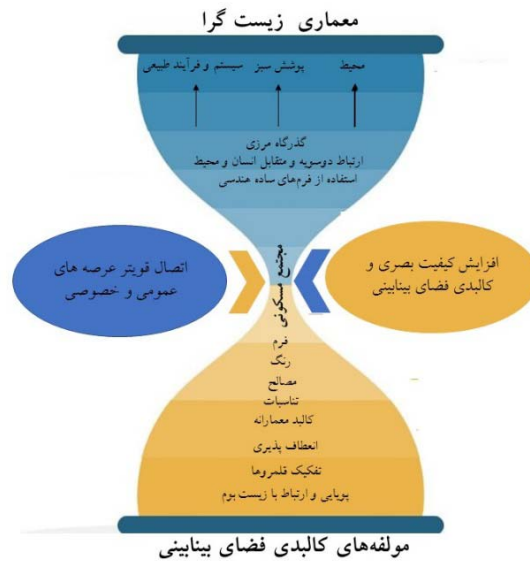 معماری زیست گرا
محیط
پوشش سبز
سیستم و فرآیند طبیعی
گذرگاه مرزی
ارتباط دوسویه و متقابل انسان و محیط
استفاده از فرم‌های ساده هندسی
افزایش کیفیت بصری و
کالبدی فضای بینابینی
مجتمع مسکونی
اتصال قویتر عرصه های
عمومی و خصوصی
فرم
رنگ
مصالح
تناسبات
کالبد معمارانه
انعطاف پذیری
تفکیک قلمروها
پویایی و ارتباط با زیست بوم
مولفه‌های کالبدی فضای بینابینی